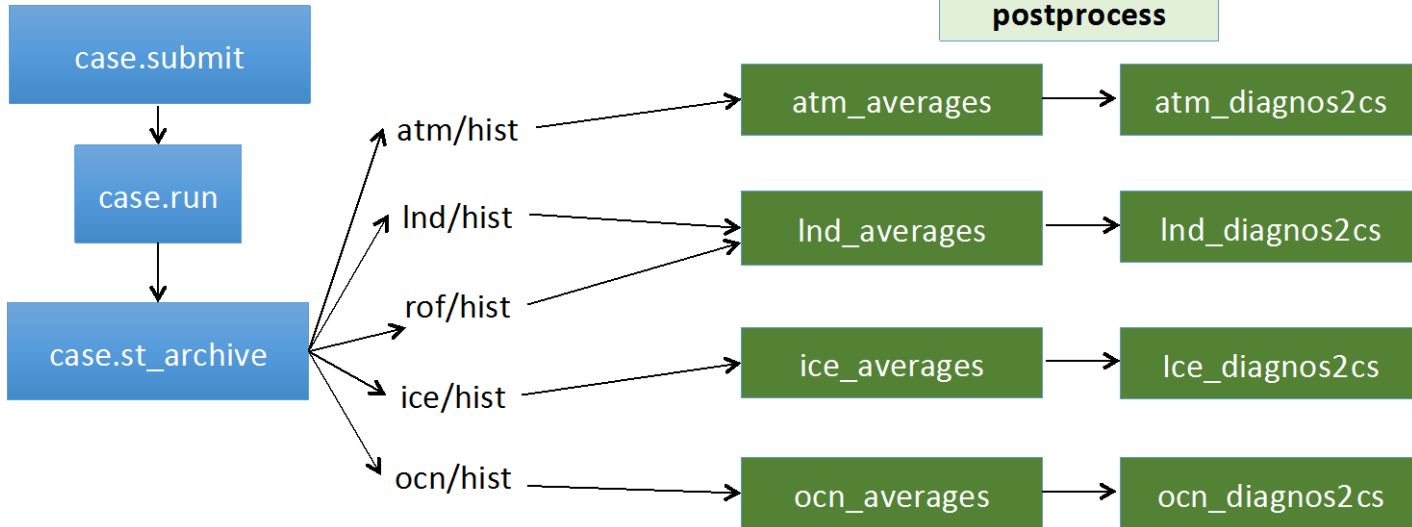 postprocess
case.submit
case.run
case.st_archive
atm/hist
lnd/hist
rof/hist
ice/hist
ocn/hist
atm_averages
atm_diagnos2cs
lnd_averages
lnd_diagnos2cs
ice_averages
Ice_diagnos2cs
ocn_averages
ocn_diagnos2cs